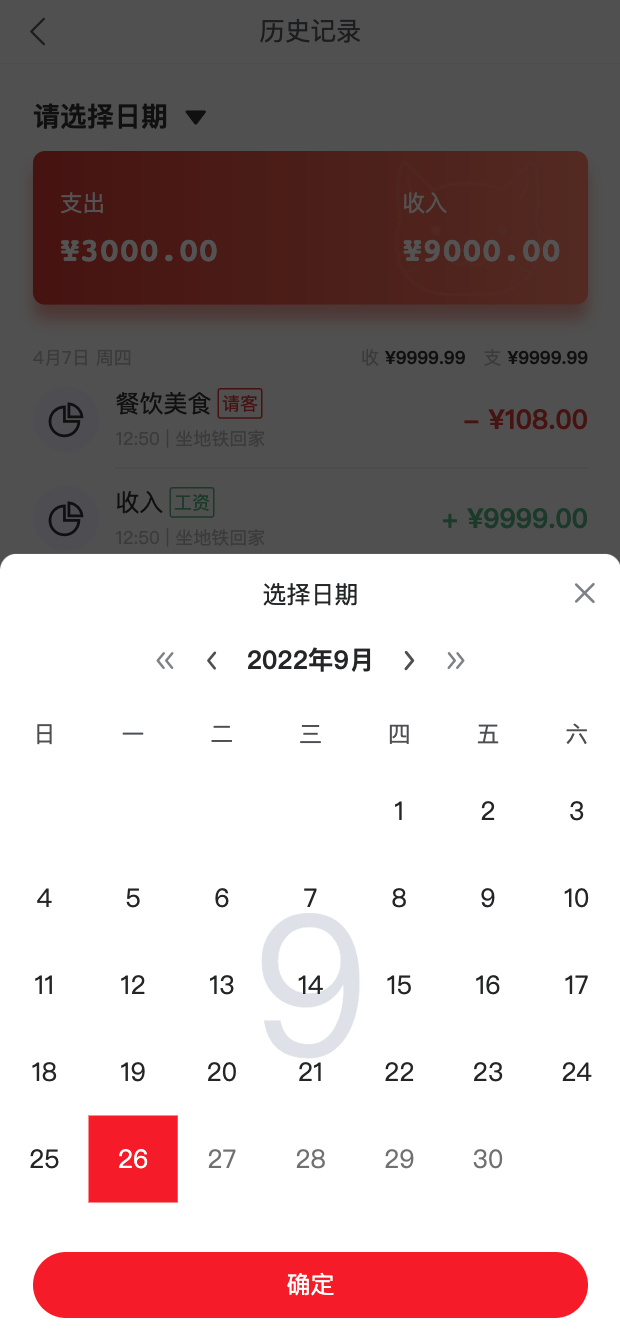 历史记录
请选择日期
支出 收入
¥3000.00 ¥9000.00
4月7日 周四 收 ¥9999.99 支 ¥9999.99
餐饮美食 请客
12:50 | 坐地铁回家
− ¥108.00
收入 工资
12:50 | 坐地铁回家
+ ¥9999.00
选择日期
2022年9月
日 一 二 三 四 五 六
1 2 3
4 5 6 7 8 9 10
9
11 12 13 14 15 16 17
18 19 20 21 22 23 24
25 26 27 28 29 30
确定